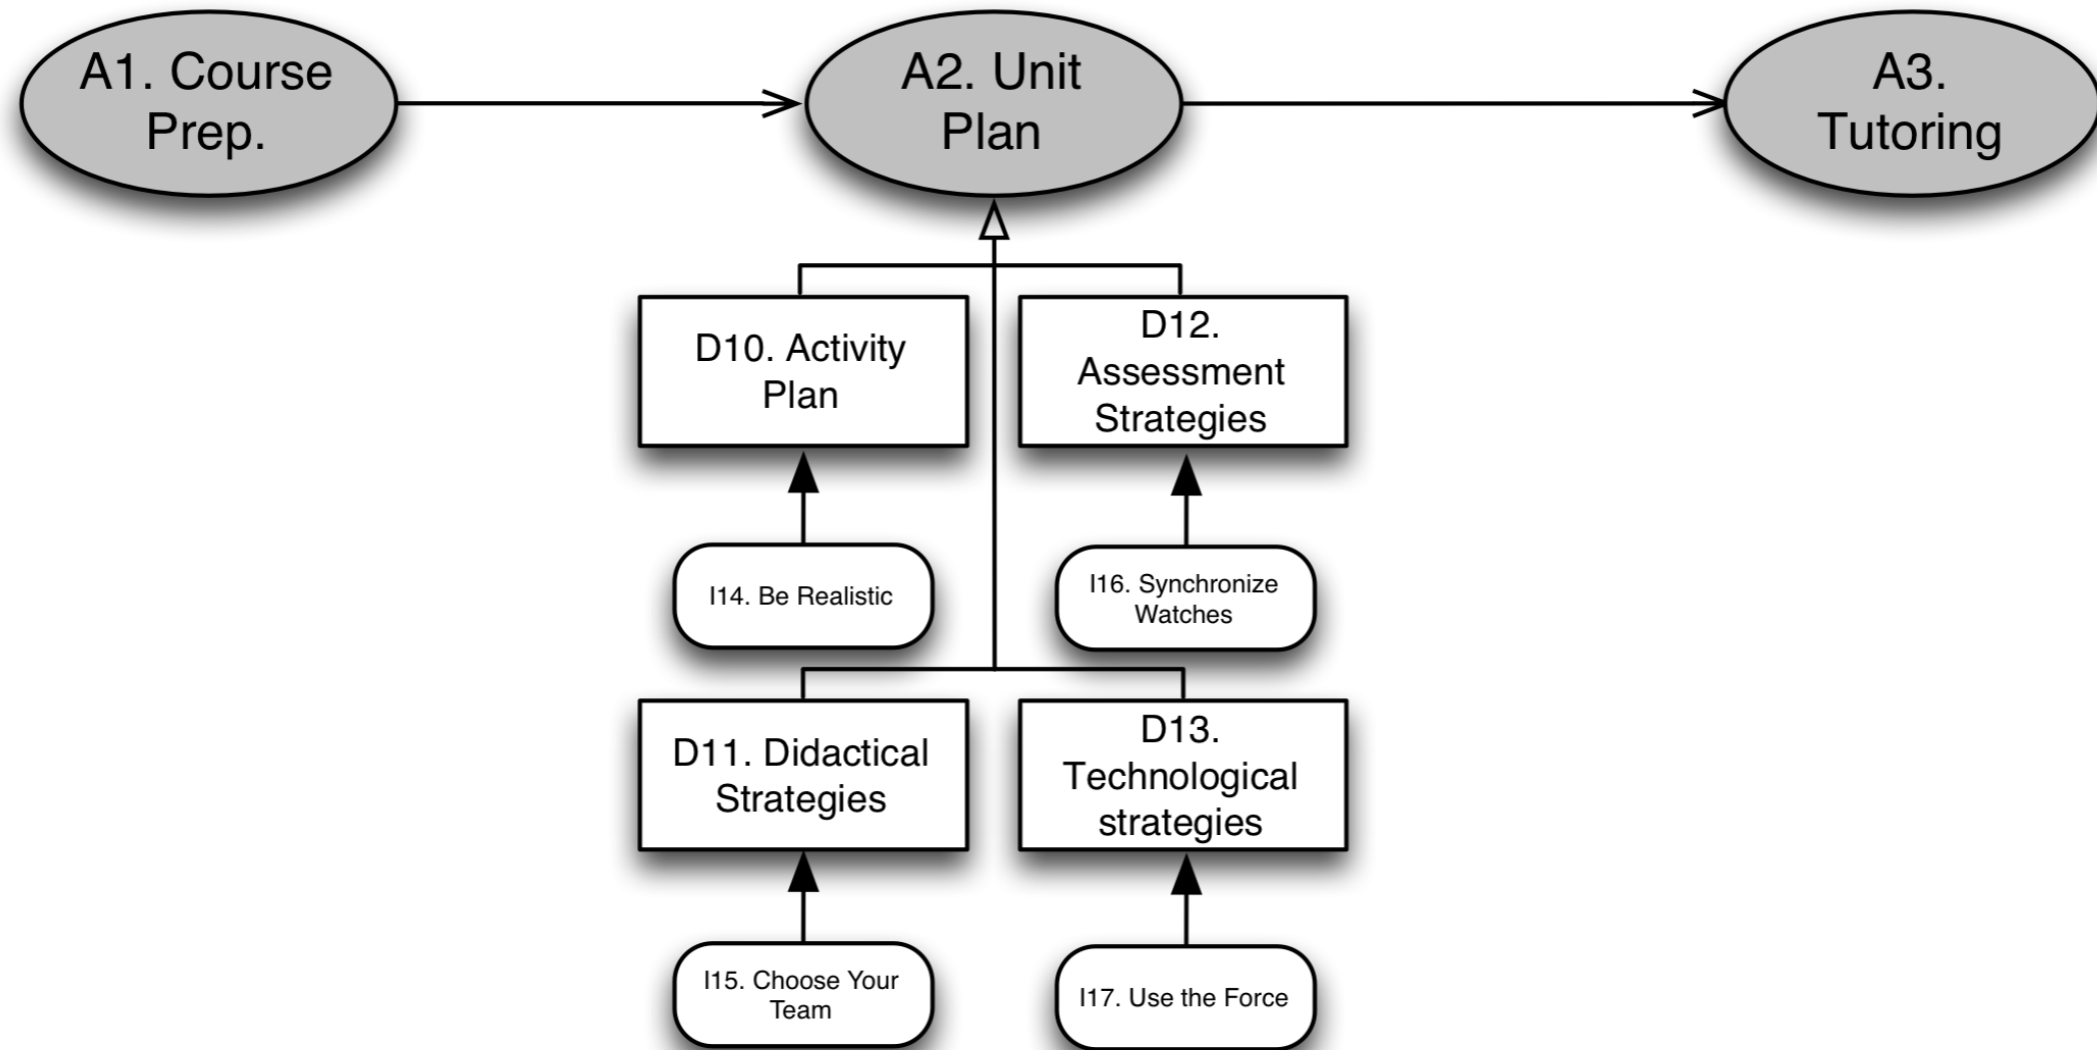 A1. Course
Prep.
A2. Unit
Plan
A3.
Tutoring
D10. Activity
Plan
D12.
Assessment
Strategies
I14. Be Realistic
I16. Synchronize
Watches
D11. Didactical
Strategies
D13.
Technological
strategies
I15. Choose Your
Team
I17. Use the Force